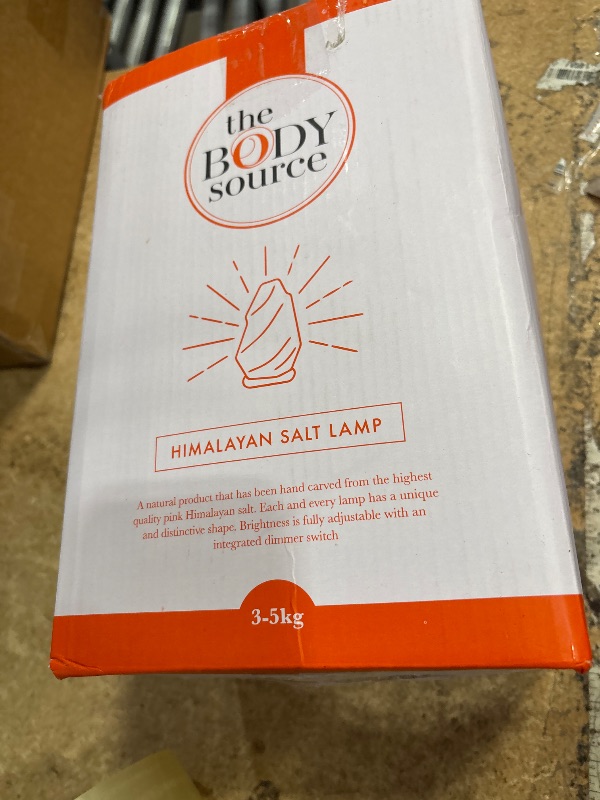 the
BODY
source
HIMALAYAN SALT LAMP
A natural product that has been hand carved from the highest
quality pink Himalayan salt. Each and every lamp has a unique
and distinctive shape. Brightness is fully adjustable with an
integrated dimmer switch
3-5kg